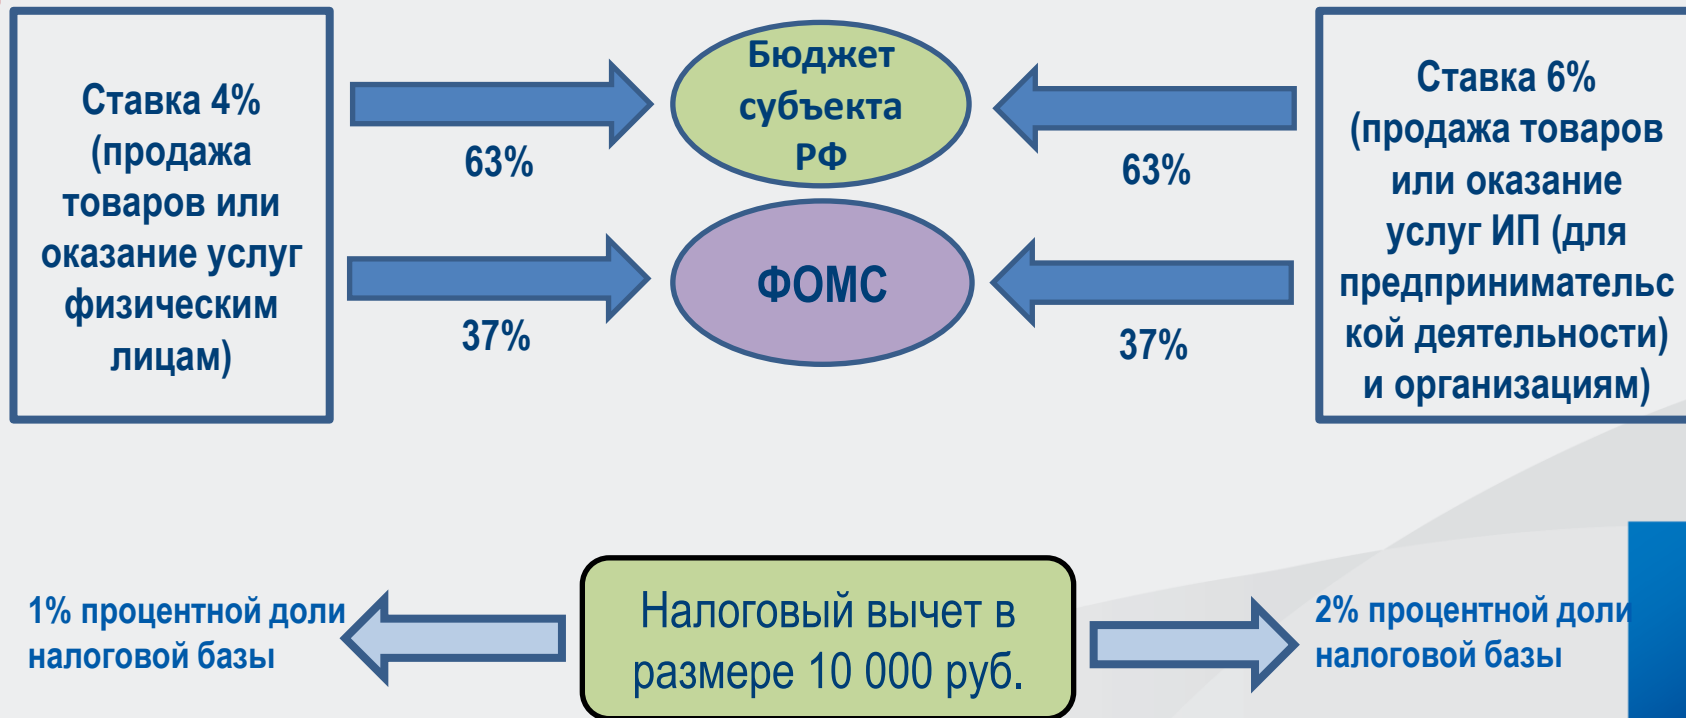 Ставка 4%
(продажа
товаров или
оказание услуг
физическим
лицам)
63%
37%
Бюджет
субъекта
РФ
ФОМС
63%
37%
Ставка 6%
(продажа товаров
или оказание
услуг ИП (для
предпринимательс
кой деятельности)
и организациям)
1% процентной доли
налоговой базы
Налоговый вычет в
размере 10 000 руб.
2% процентной доли
налоговой базы